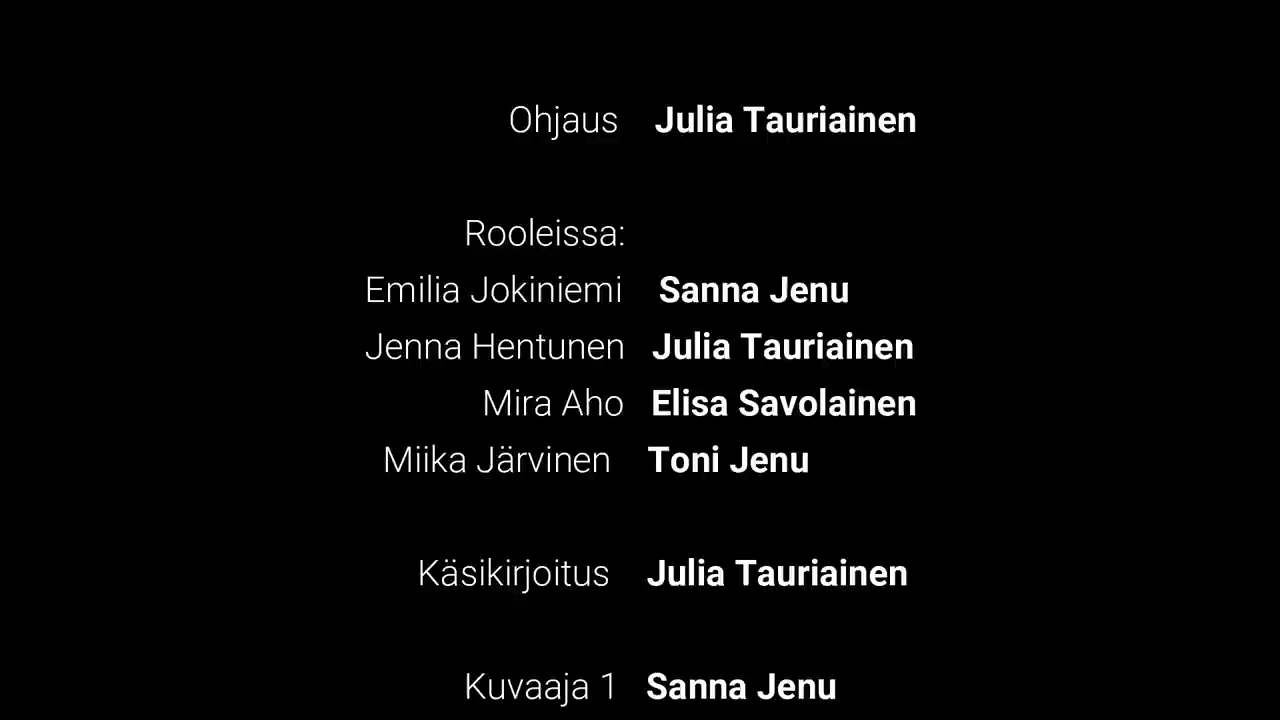 Ohjaus Julia Tauriainen
Rooleissa:
Emilia Jokiniemi Sanna Jenu
Jenna Hentunen Julia Tauriainen
Mira Aho Elisa Savolainen
Miika Järvinen Toni Jenu
Käsikirjoitus Julia Tauriainen
Kuvaaja 1 Sanna Jenu